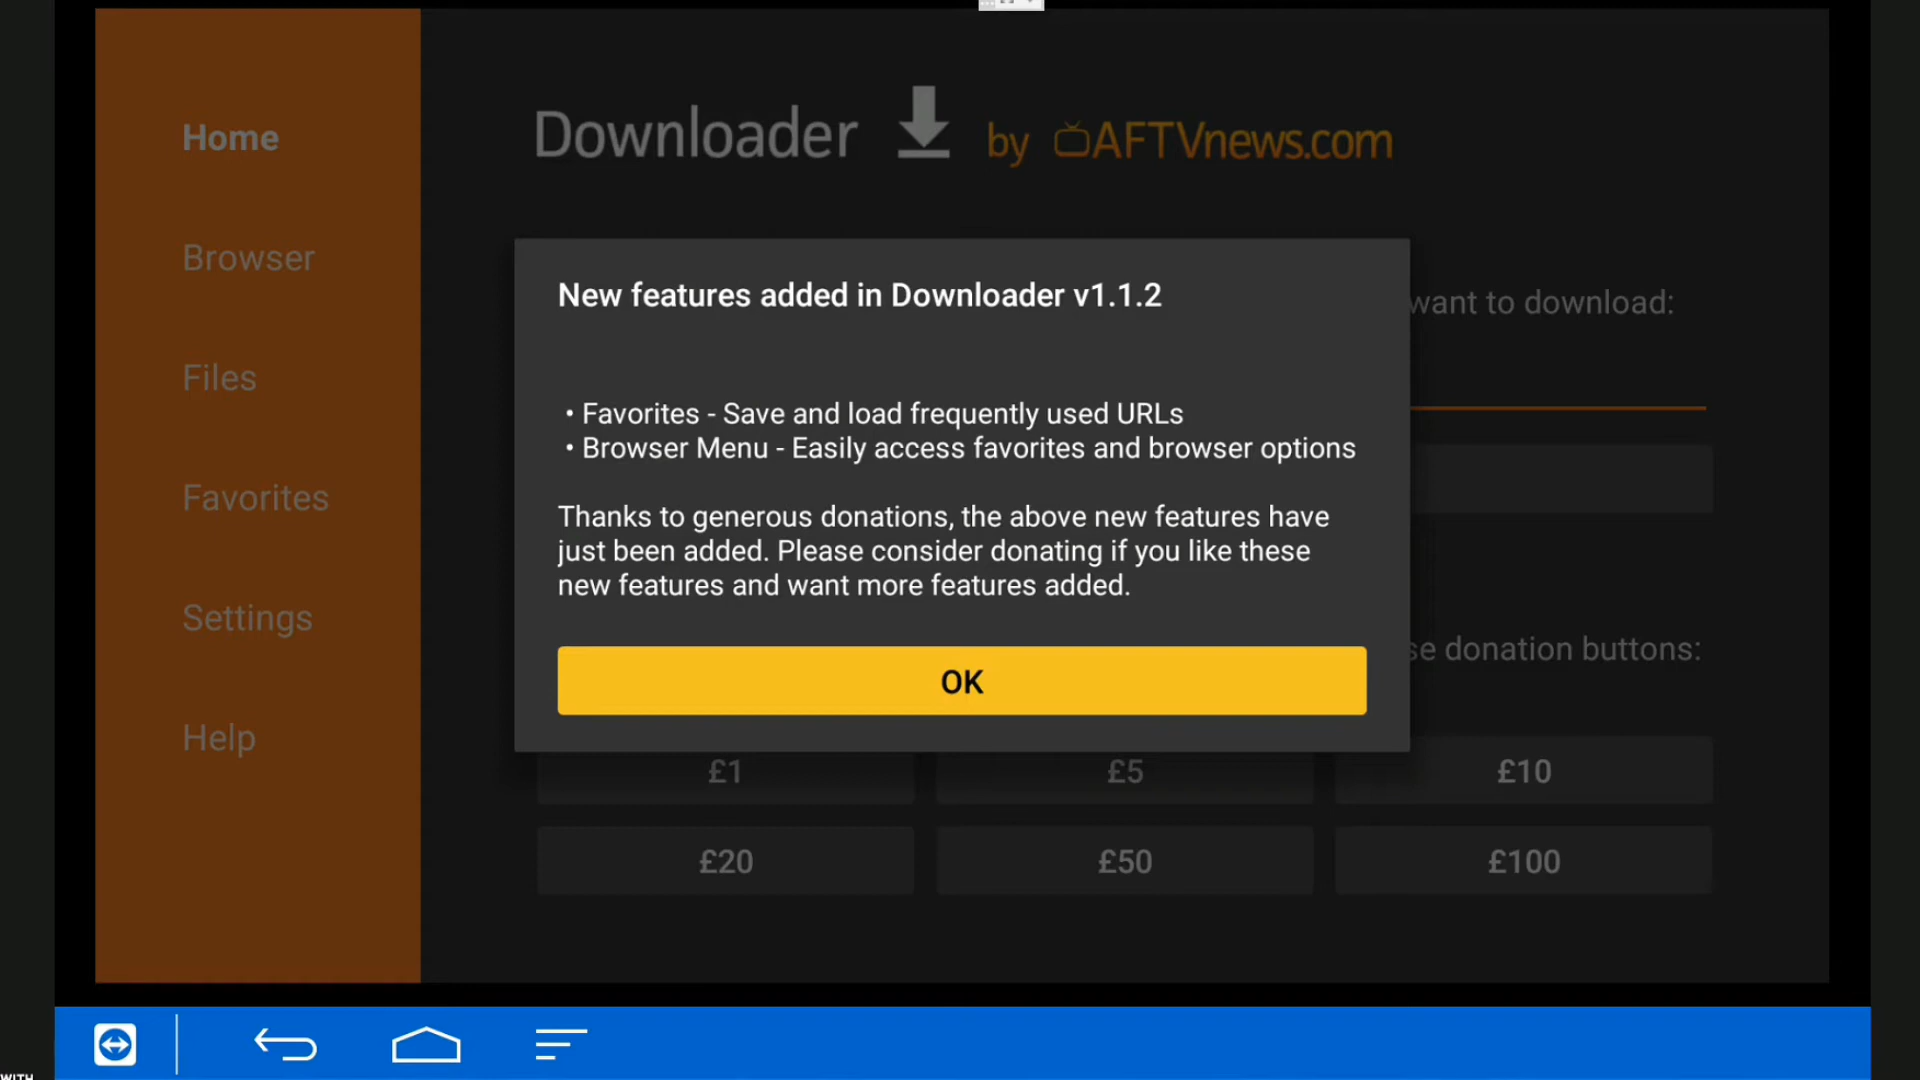 Home
Browser
Files
Favorites
Settings
Help
Downloader by AFTVnews.com
want to download:
New features added in Downloader v1.1.2
• Favorites - Save and load frequently used URLs
• Browser Menu - Easily access favorites and browser options
Thanks to generous donations, the above new features have
just been added. Please consider donating if you like these
new features and want more features added.
OK
se donation buttons:
£1 £5 £10
£20 £50 £100
WITH